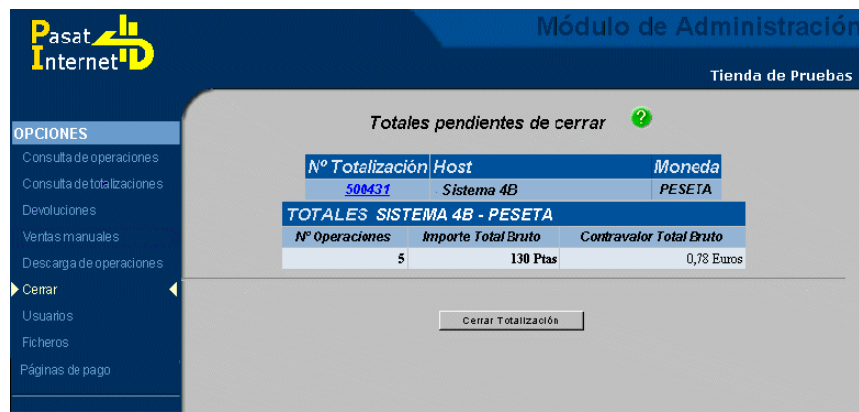 Pasat
Internet
Módulo de Administración
Tienda de Pruebas
OPCIONES
Consulta de operaciones
Consulta de totalizaciones
Devoluciones
Ventas manuales
Descarga de operaciones
Cerrar
Usuarios
Ficheros
Páginas de pago
Totales pendientes de cerrar ?
Nº Totalización Host Moneda
500431 - Sistema 4B PESETA
TOTALES SISTEMA 4B - PESETA
Nº Operaciones Importe Total Bruto Contravalor Total Bruto
5 130 Ptas 0,78 Euros
Cerrar Totalización